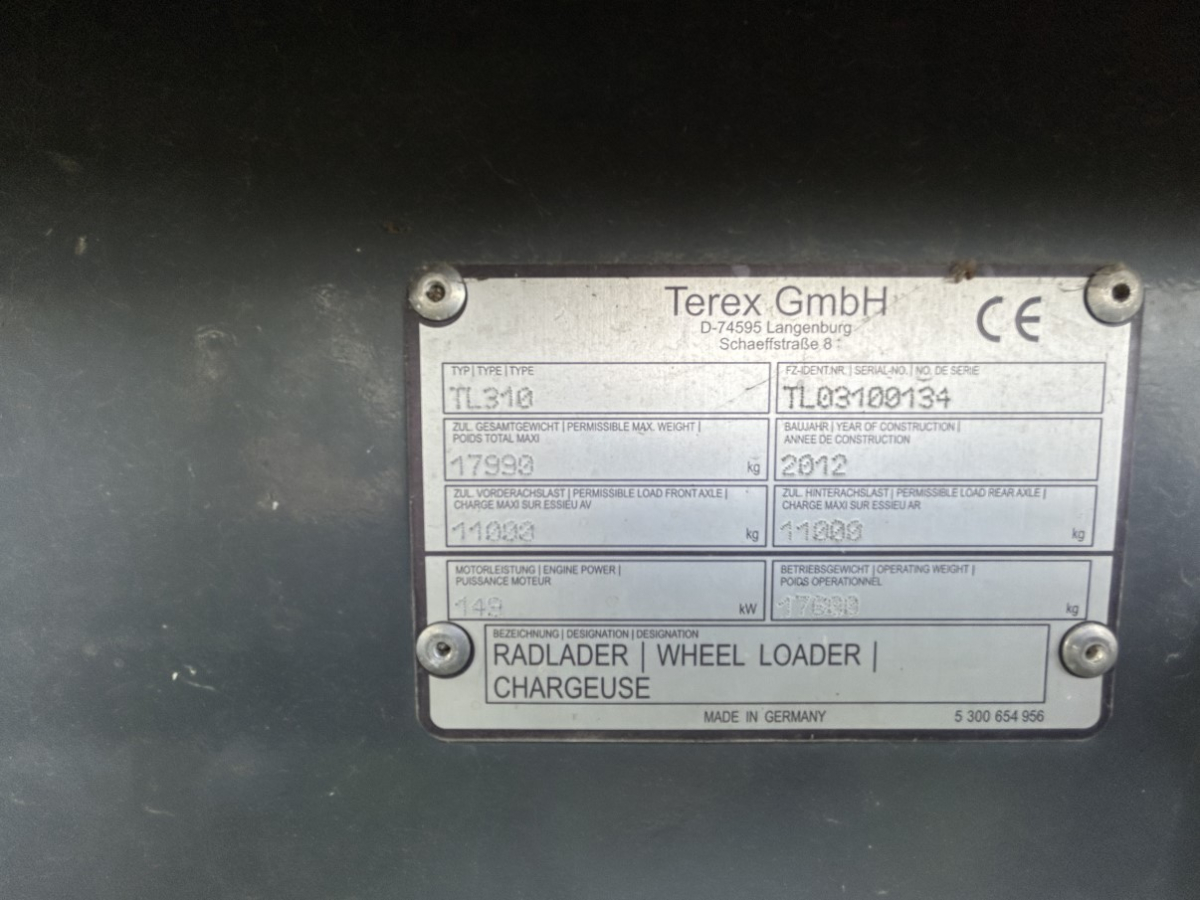 Terex GmbH
D-74595 Langenburg
Schaeffstraße 8
CE
TYP | TYPE | TYPE
TL310
FZ-IDENT.NR. | SERIAL-NO. | NO. DE SERIE
TL03100134
ZUL. GESAMTGEWICHT | PERMISSIBLE MAX. WEIGHT |
POIDS TOTAL MAXI
17990 kg
BAUJAHR | YEAR OF CONSTRUCTION |
ANNEE DE CONSTRUCTION
2012
ZUL. VORDERACHSLAST | PERMISSIBLE LOAD FRONT AXLE |
CHARGE MAXI SUR ESSIEU AV
11000 kg
ZUL. HINTERACHSLAST | PERMISSIBLE LOAD REAR AXLE |
CHARGE MAXI SUR ESSIEU AR
11000 kg
MOTORLEISTUNG | ENGINE POWER |
PUISSANCE MOTEUR
149 kW
BETRIEBSGEWICHT | OPERATING WEIGHT |
POIDS OPERATIONNEL
kg
BEZEICHNUNG | DESIGNATION | DESIGNATION
RADLADER | WHEEL LOADER |
CHARGEUSE
MADE IN GERMANY
5 300 654 956